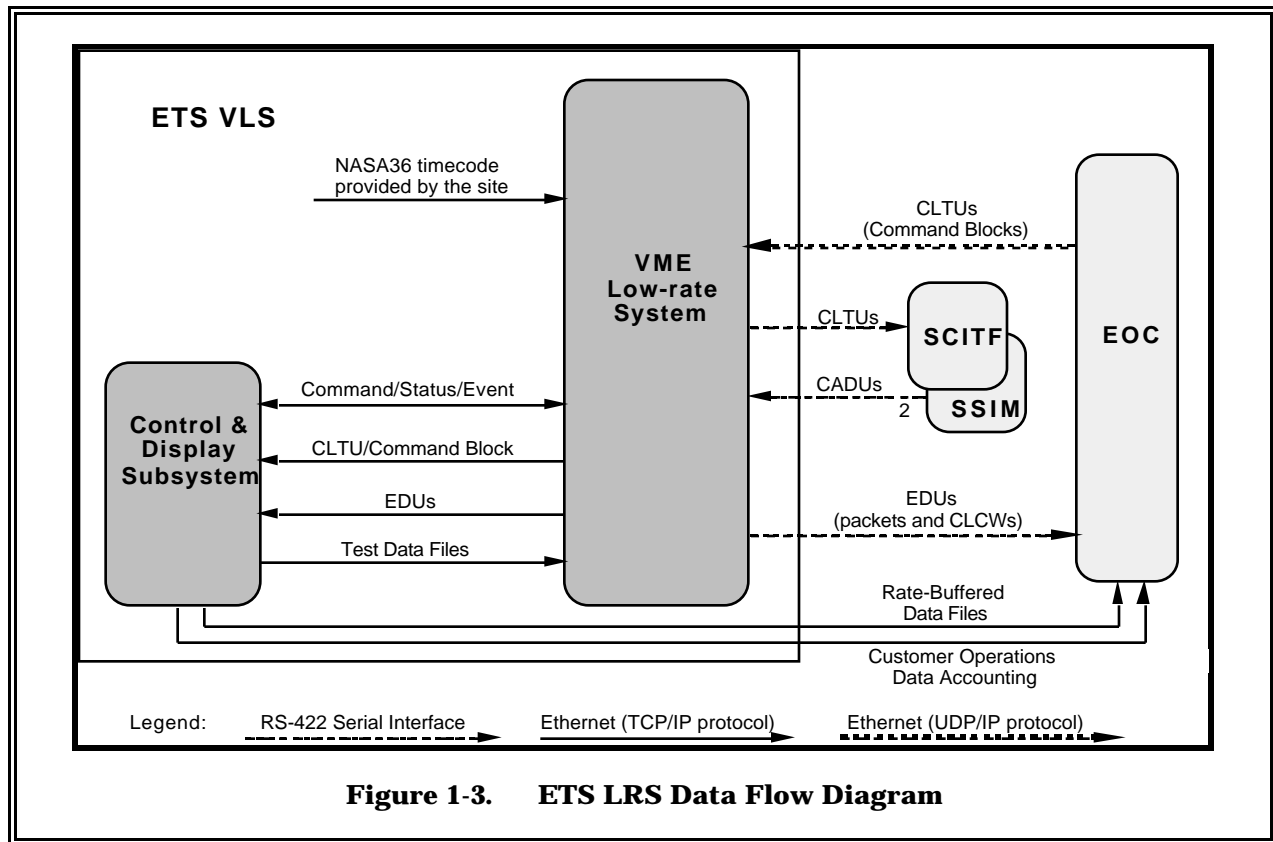 ETS VLS
NASA36 timecode
provided by the site
VME
Low-rate
System
CLTUs
(Command Blocks)
CLTUs
SCITF
EOC
CADUs
2
SSIM
Control &
Display
Subsystem
Command/Status/Event
CLTU/Command Block
EDUs
Test Data Files
EDUs
(packets and CLCWs)
Rate-Buffered
Data Files
Customer Operations
Data Accounting
Legend:
RS-422 Serial Interface
Ethernet (TCP/IP protocol)
Ethernet (UDP/IP protocol)
Figure 1-3. ETS LRS Data Flow Diagram